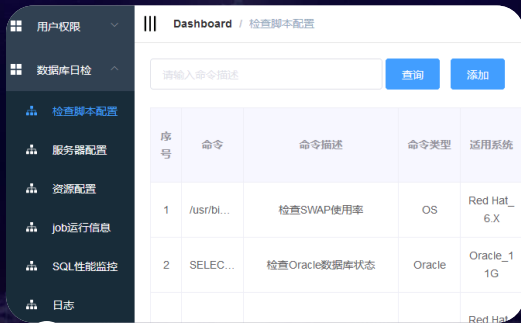 用户权限
Dashboard / 检查脚本配置
数据库日检
请输入命令描述
查询
添加
检查脚本配置
服务器配置
资源配置
job运行信息
SQL性能监控
日志
序号 命令 命令描述 命令类型 适用系统
1 /usr/bi... 检查SWAP使用率 OS Red Hat_6.X
2 SELEC... 检查Oracle数据库状态 Oracle Oracle_11G
Red Hat_